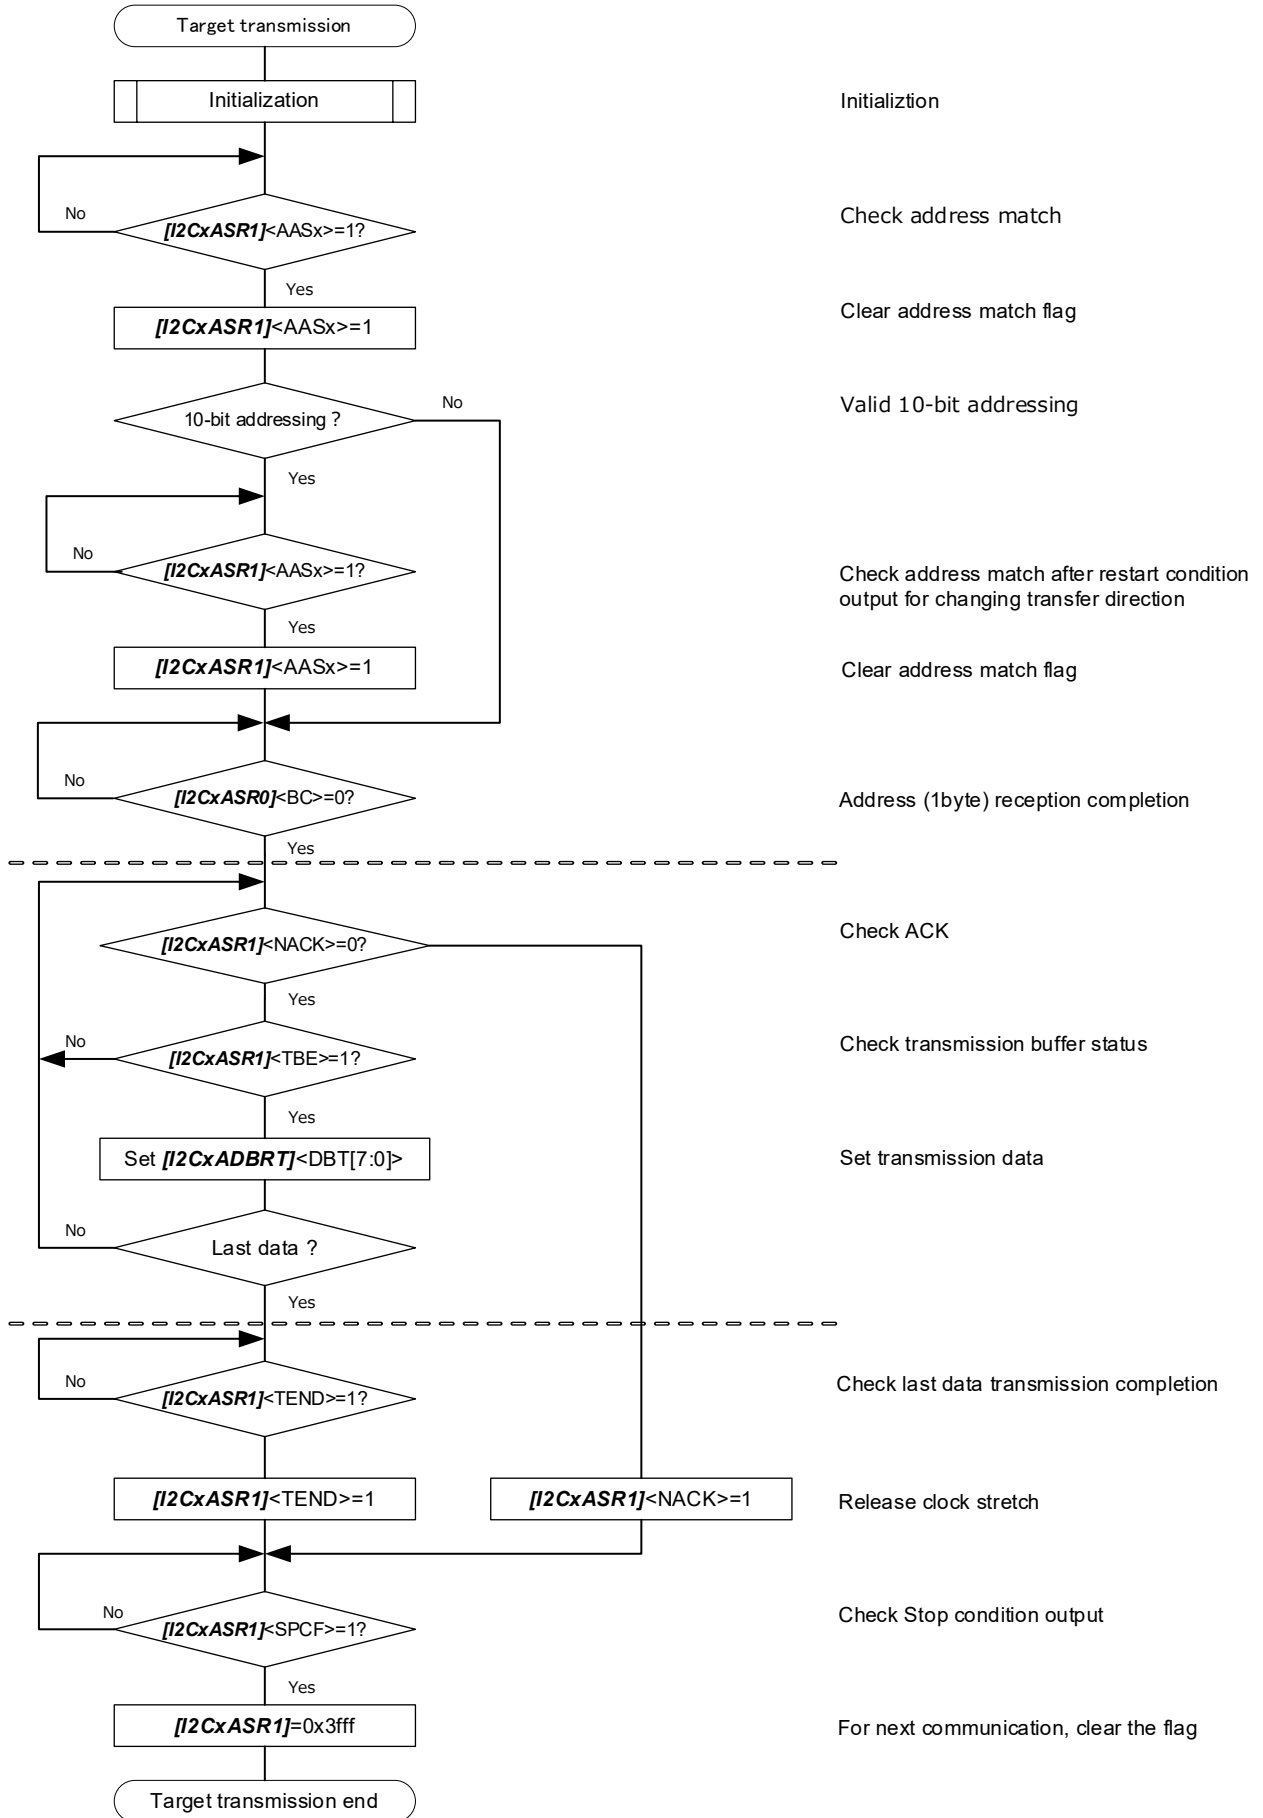 Target transmission
Initialization
Initializtion
No
[I2CxASR1]<AASx>=1?
Check address match
Yes
[I2CxASR1]<AASx>=1
Clear address match flag
10-bit addressing ?
No
Valid 10-bit addressing
Yes
No
[I2CxASR1]<AASx>=1?
Check address match after restart condition
output for changing transfer direction
Yes
[I2CxASR1]<AASx>=1
Clear address match flag
No
[I2CxASR0]<BC>=0?
Address (1byte) reception completion
Yes
[I2CxASR1]<NACK>=0?
Check ACK
Yes
No
[I2CxASR1]<TBE>=1?
Check transmission buffer status
Yes
Set [I2CxADBRT]<DBT[7:0]>
Set transmission data
No
Last data ?
Yes
No
[I2CxASR1]<TEND>=1?
Check last data transmission completion
[I2CxASR1]<TEND>=1
[I2CxASR1]<NACK>=1
Release clock stretch
No
[I2CxASR1]<SPCF>=1?
Check Stop condition output
Yes
[I2CxASR1]=0x3fff
For next communication, clear the flag
Target transmission end